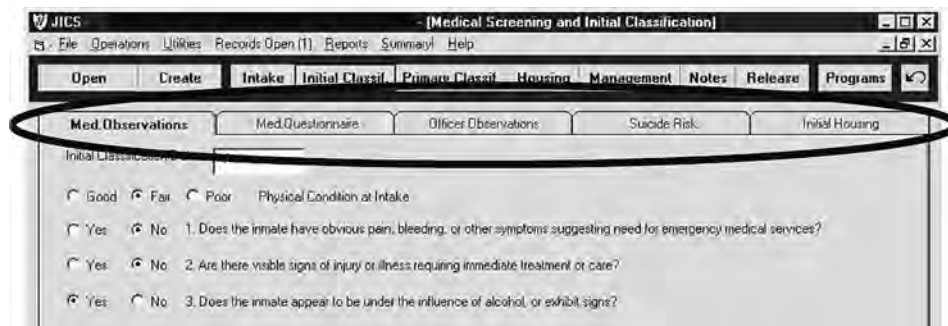 JICS - [Medical Screening and Initial Classification]
File Operations Utilities Records Open (1) Reports Summary! Help
Open Create Intake Initial Classif. Primary Classif Housing Management Notes Release Programs
Med.Observations Med.Questionnaire Officer Observations Suicide Risk Initial Housing
Initial Classification
Good Fair Poor Physical Condition at Intake
Yes No 1. Does the inmate have obvious pain, bleeding, or other symptoms suggesting need for emergency medical services?
Yes No 2. Are there visible signs of injury or illness requiring immediate treatment or care?
Yes No 3. Does the inmate appear to be under the influence of alcohol, or exhibit signs?